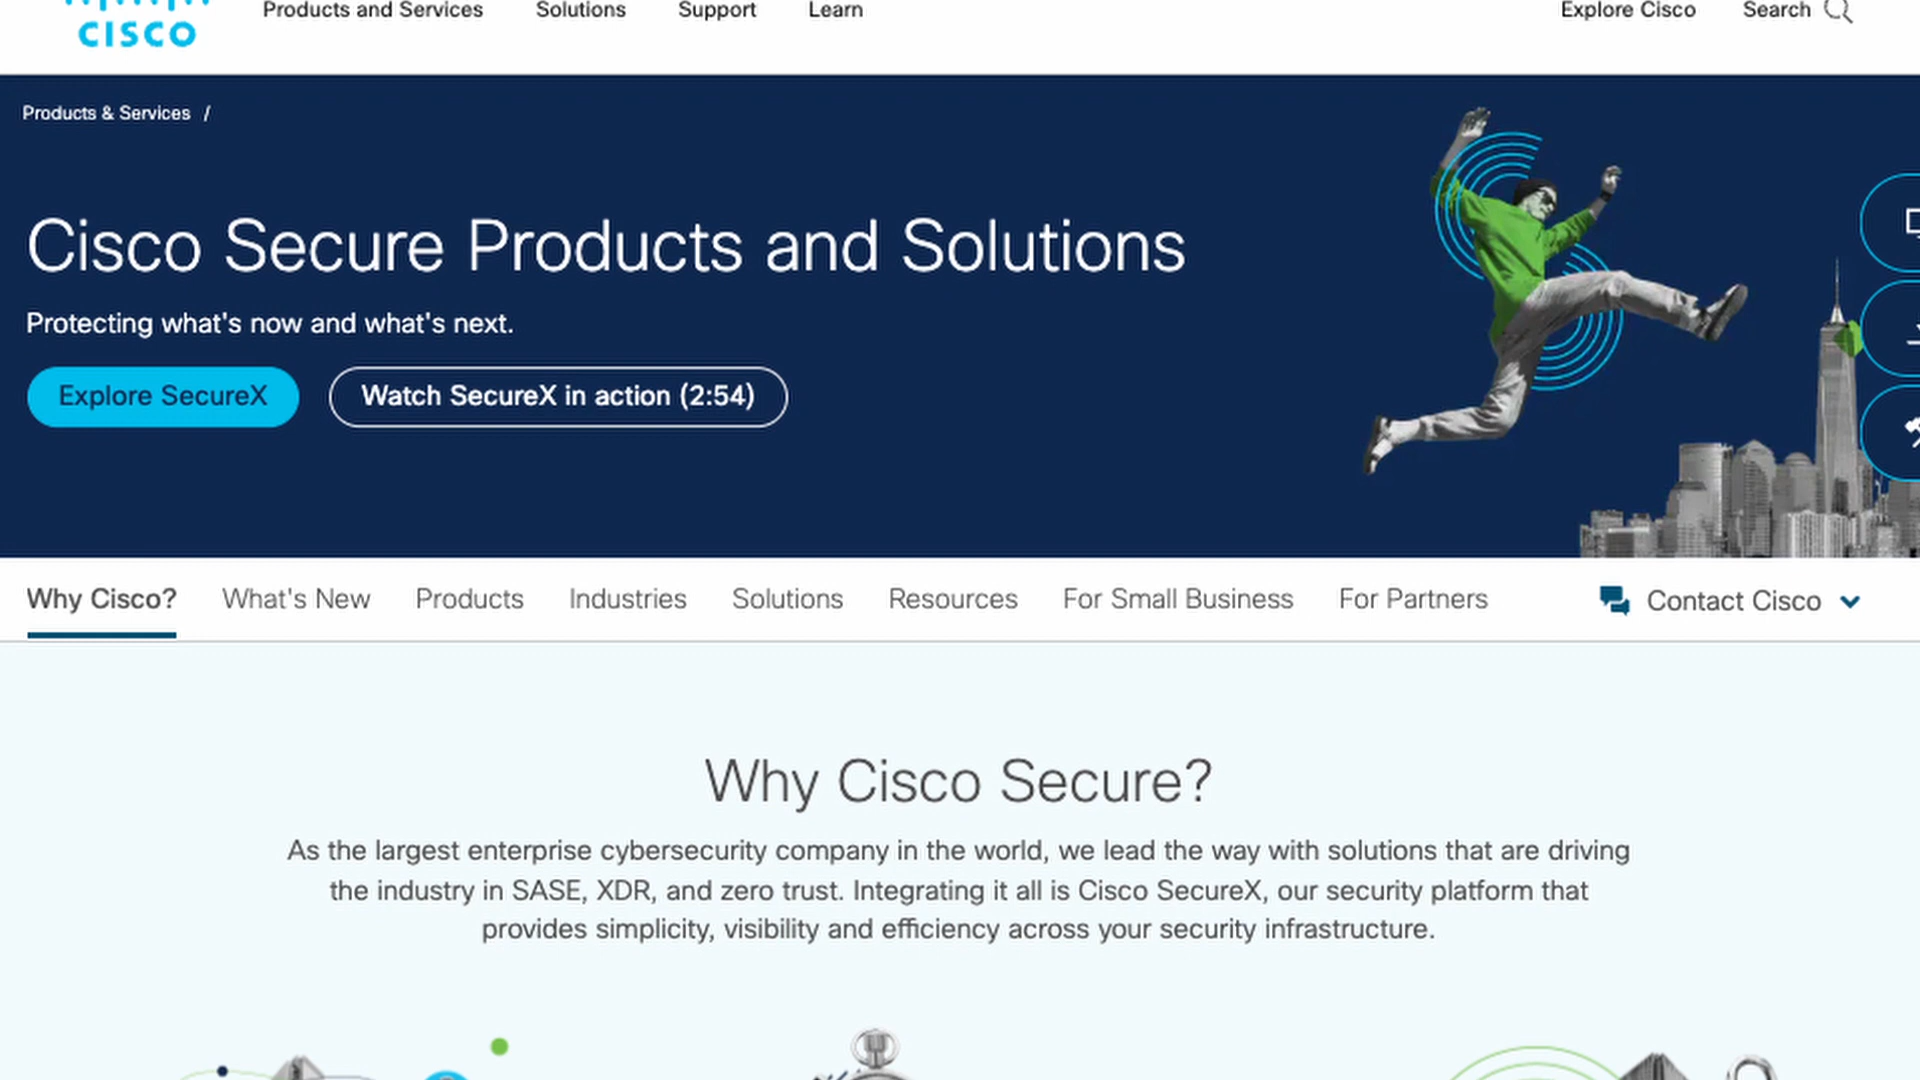 CISCO
Products and Services
Solutions
Support
Learn
Explore Cisco
Search
Products & Services /
Cisco Secure Products and Solutions
Protecting what's now and what's next.
Explore SecureX
Watch SecureX in action (2:54)
Why Cisco?
What's New
Products
Industries
Solutions
Resources
For Small Business
For Partners
Contact Cisco
Why Cisco Secure?
As the largest enterprise cybersecurity company in the world, we lead the way with solutions that are driving
the industry in SASE, XDR, and zero trust. Integrating it all is Cisco SecureX, our security platform that
provides simplicity, visibility and efficiency across your security infrastructure.